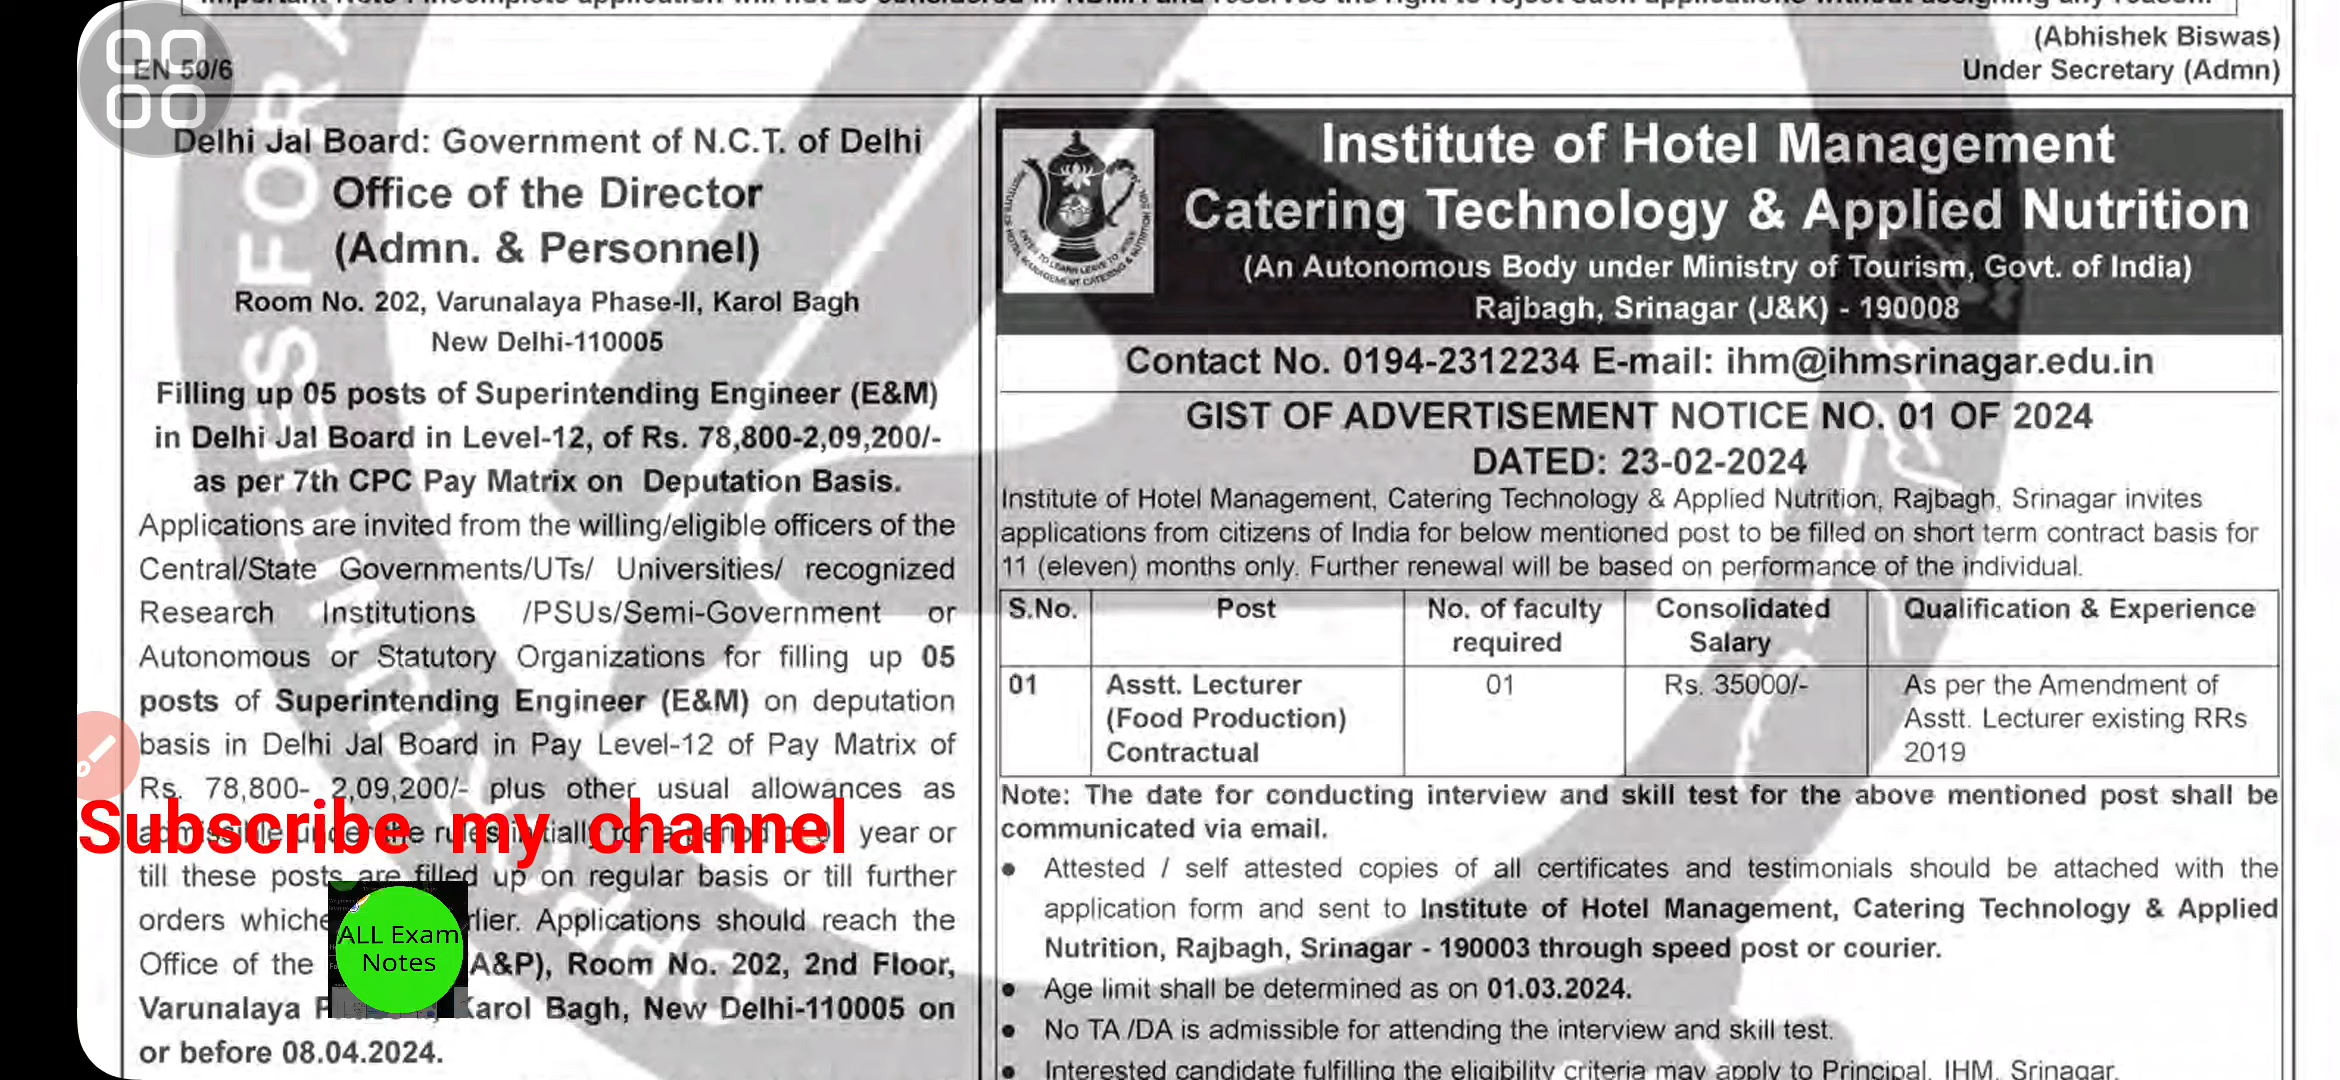 (Abhishek Biswas)
EN 50/6
Under Secretary (Admn)
Delhi Jal Board: Government of N.C.T. of Delhi
Office of the Director
(Admn. & Personnel)
Room No. 202, Varunalaya Phase-II, Karol Bagh
New Delhi-110005
Filling up 05 posts of Superintending Engineer (E&M)
in Delhi Jal Board in Level-12, of Rs. 78,800-2,09,200/-
as per 7th CPC Pay Matrix on Deputation Basis.
Applications are invited from the willing/eligible officers of the
Central/State Governments/UTs/ Universities/ recognized
Research Institutions /PSUs/Semi-Government or
Autonomous or Statutory Organizations for filling up 05
posts of Superintending Engineer (E&M) on deputation
basis in Delhi Jal Board in Pay Level-12 of Pay Matrix of
Rs. 78,800- 2,09,200/- plus other usual allowances as
year or
till these posts are filled up on regular basis or till further
orders Applications should reach the
Office of the A&P), Room No. 202, 2nd Floor,
Varunalaya Karol Bagh, New Delhi-110005 on
or before 08.04.2024.
Subscribe my channel
ALL Exam
Notes
Institute of Hotel Management
Catering Technology & Applied Nutrition
(An Autonomous Body under Ministry of Tourism, Govt. of India)
Rajbagh, Srinagar (J&K) - 190008
Contact No. 0194-2312234 E-mail: ihm@ihmsrinagar.edu.in
GIST OF ADVERTISEMENT NOTICE NO. 01 OF 2024
DATED: 23-02-2024
Institute of Hotel Management, Catering Technology & Applied Nutrition, Rajbagh, Srinagar invites
applications from citizens of India for below mentioned post to be filled on short term contract basis for
11 (eleven) months only. Further renewal will be based on performance of the individual.
S.No. Post No. of faculty required Consolidated Salary Qualification & Experience
01 Asstt. Lecturer (Food Production) Contractual 01 Rs. 35000/- As per the Amendment of Asstt. Lecturer existing RRs 2019
Note: The date for conducting interview and skill test for the above mentioned post shall be
communicated via email.
• Attested / self attested copies of all certificates and testimonials should be attached with the
application form and sent to Institute of Hotel Management, Catering Technology & Applied
Nutrition, Rajbagh, Srinagar - 190003 through speed post or courier.
• Age limit shall be determined as on 01.03.2024.
• No TA /DA is admissible for attending the interview and skill test.
• Interested candidate fulfilling the eligibility criteria may apply to Principal, IHM, Srinagar.